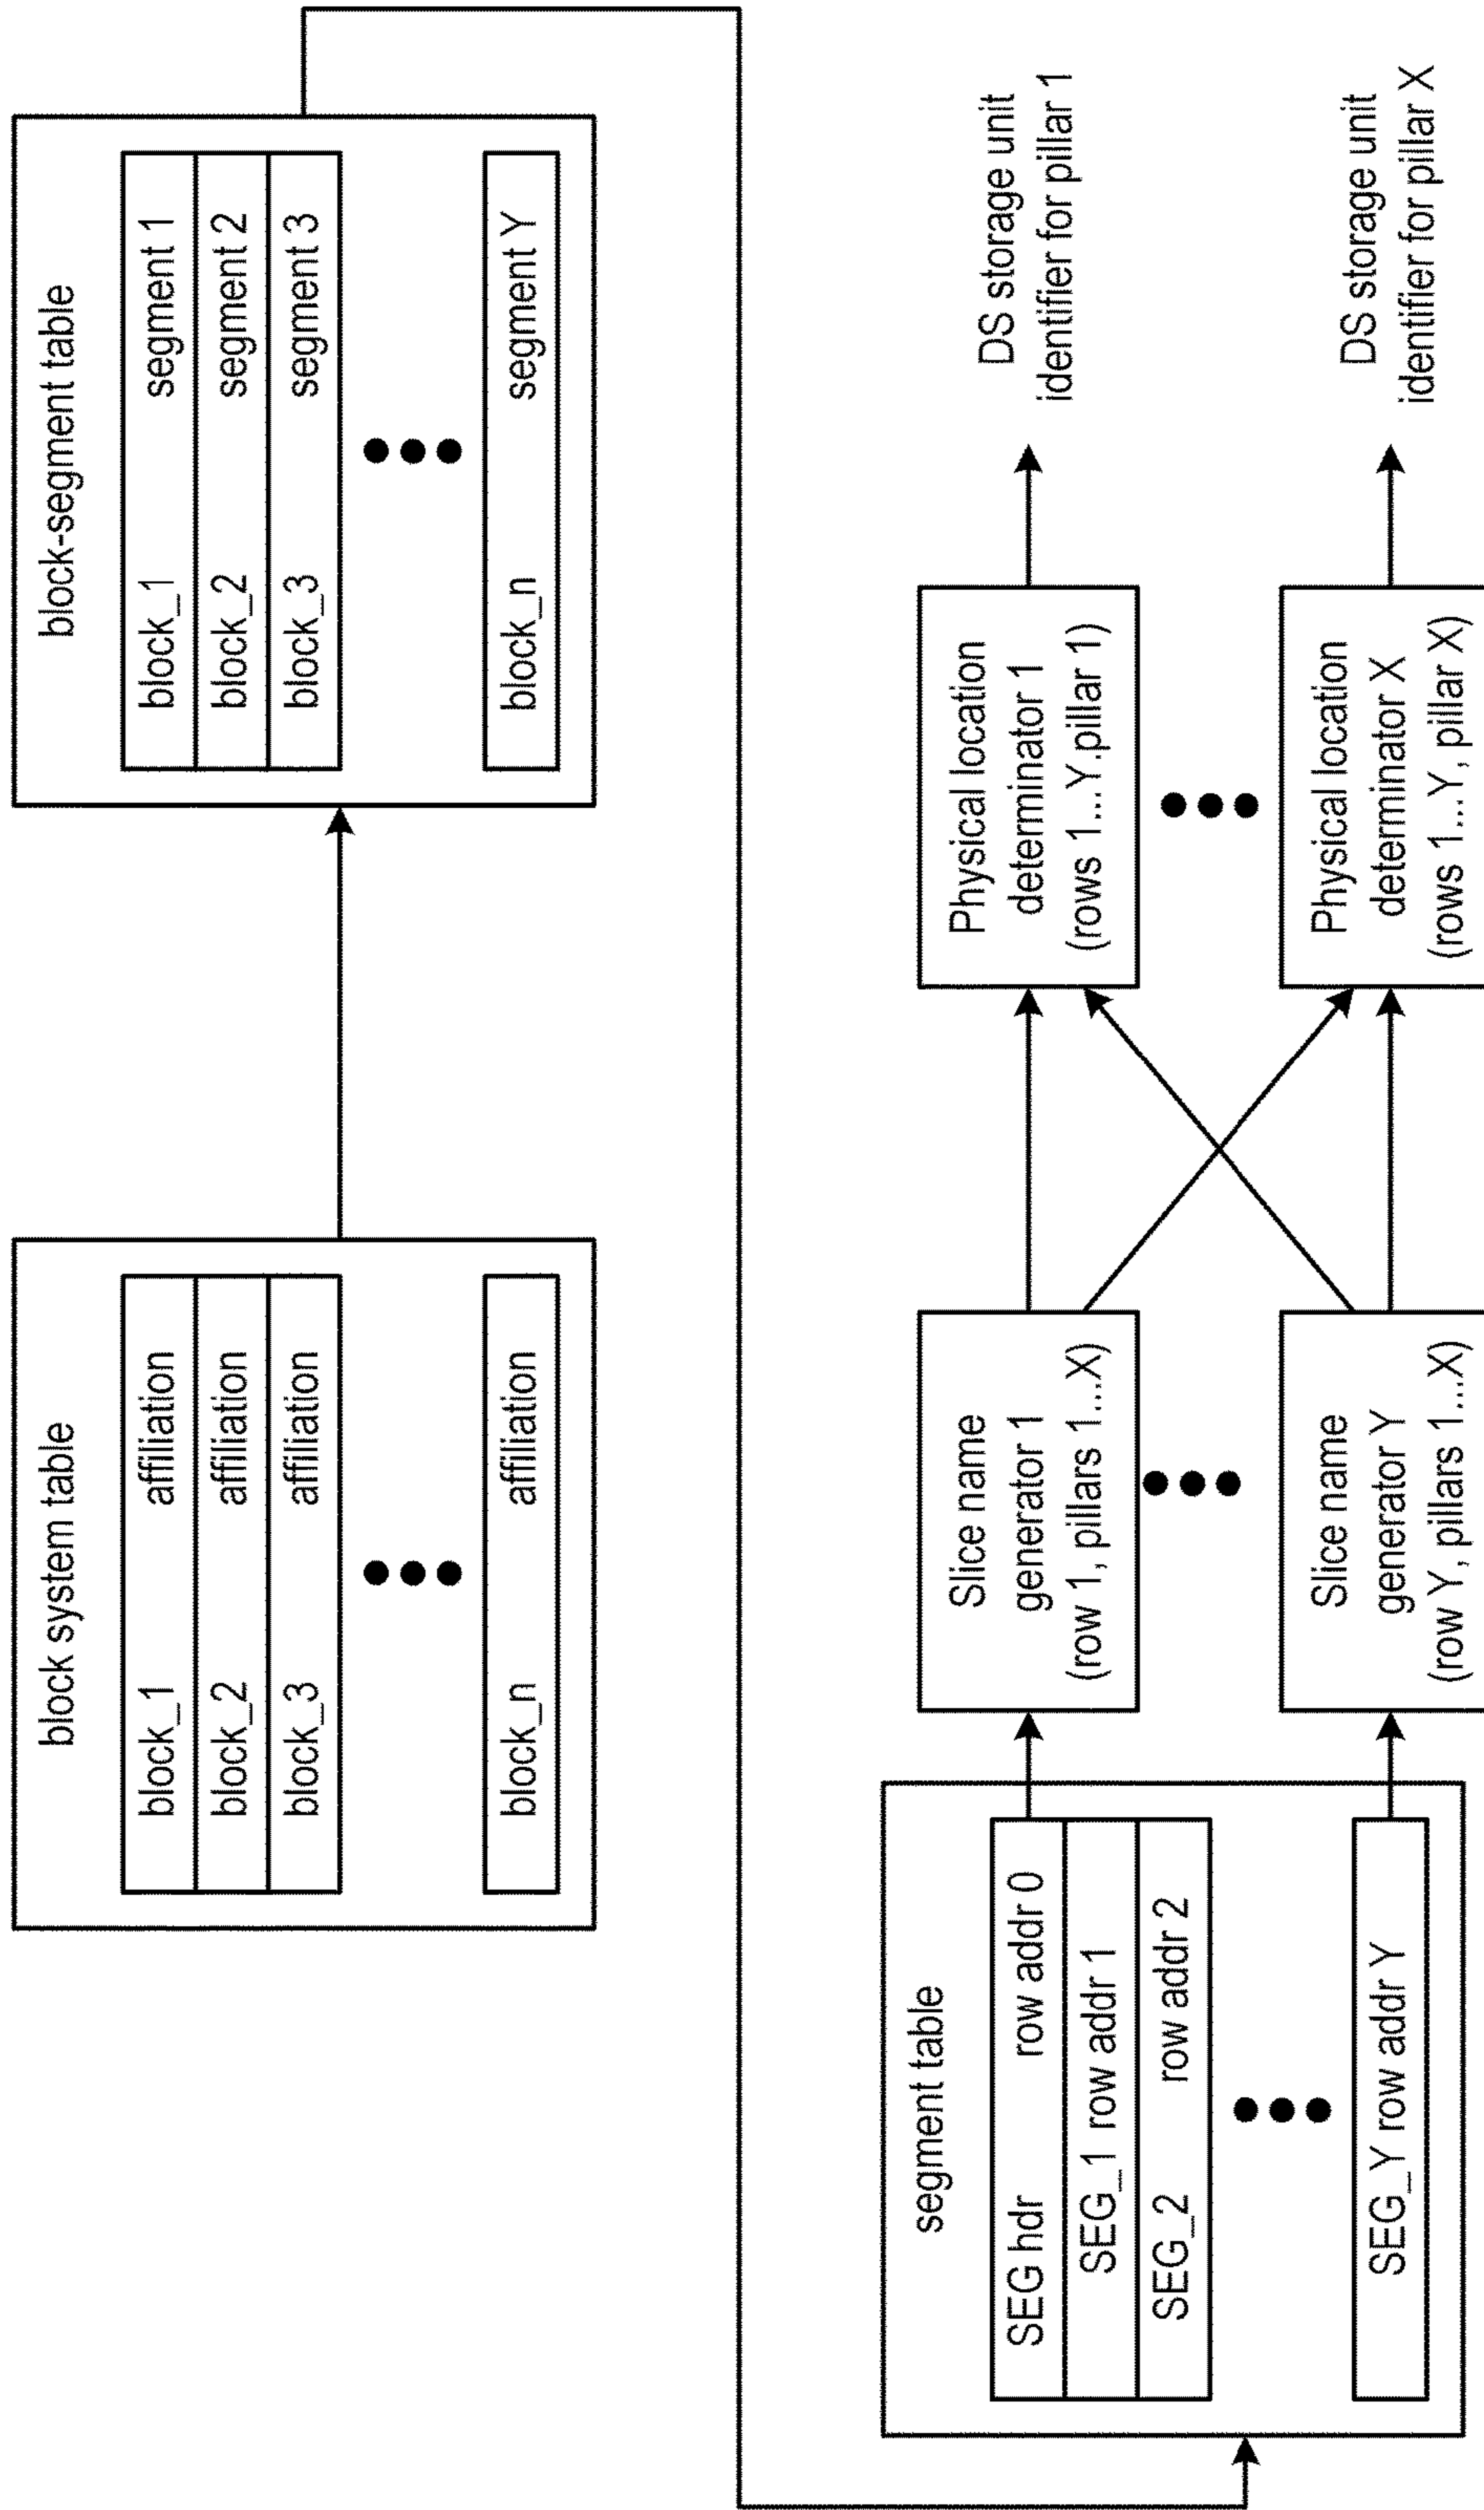 block system table
block_1 affiliation
block_2 affiliation
block_3 affiliation
block_n affiliation
block-segment table
block_1 segment 1
block_2 segment 2
block_3 segment 3
block_n segment Y
segment table
SEG hdr row addr 0
SEG_1 row addr 1
SEG_2 row addr 2
SEG_Y row addr Y
Slice name
generator 1
(row 1, pillars 1...X)
Slice name
generator Y
(row Y, pillars 1...X)
Physical location
determinator 1
(rows 1...Y.pillar 1)
Physical location
determinator X
(rows 1...Y, pillar X)
DS storage unit
identifier for pillar 1
DS storage unit
identifier for pillar X